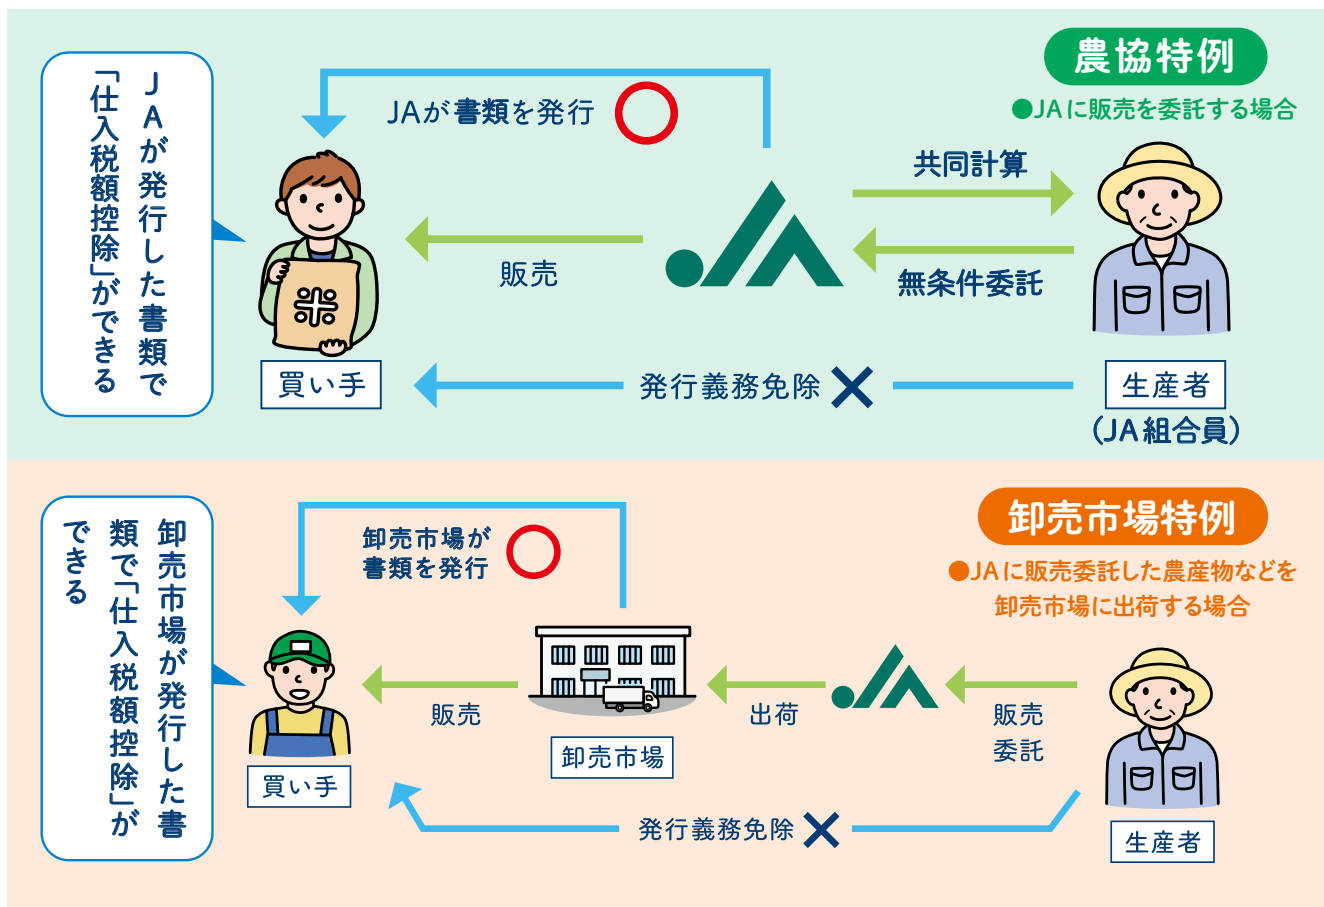 農協特例
●JAに販売を委託する場合
JAが発行した書類で
「仕入税額控除」ができる
JAが書類を発行
共同計算
無条件委託
販売
米
買い手
発行義務免除
生産者
(JA組合員)
卸売市場特例
●JAに販売委託した農産物などを
卸売市場に出荷する場合
卸売市場が発行した書
類で「仕入税額控除」が
できる
卸売市場が
書類を発行
販売
出荷
販売
委託
卸売市場
買い手
発行義務免除
生産者